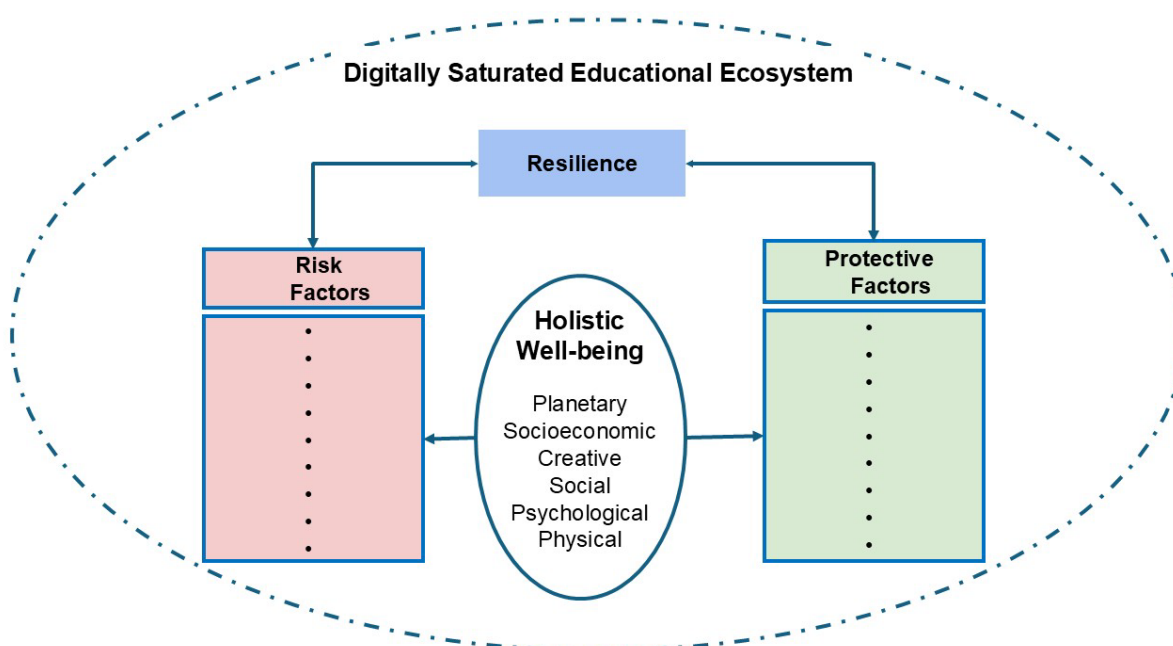 Digitally Saturated Educational Ecosystem
Resilience
Risk
Factors
•
•
•
•
•
•
•
•
•
Holistic
Well-being
Planetary
Socioeconomic
Creative
Social
Psychological
Physical
Protective
Factors
•
•
•
•
•
•
•
•
•